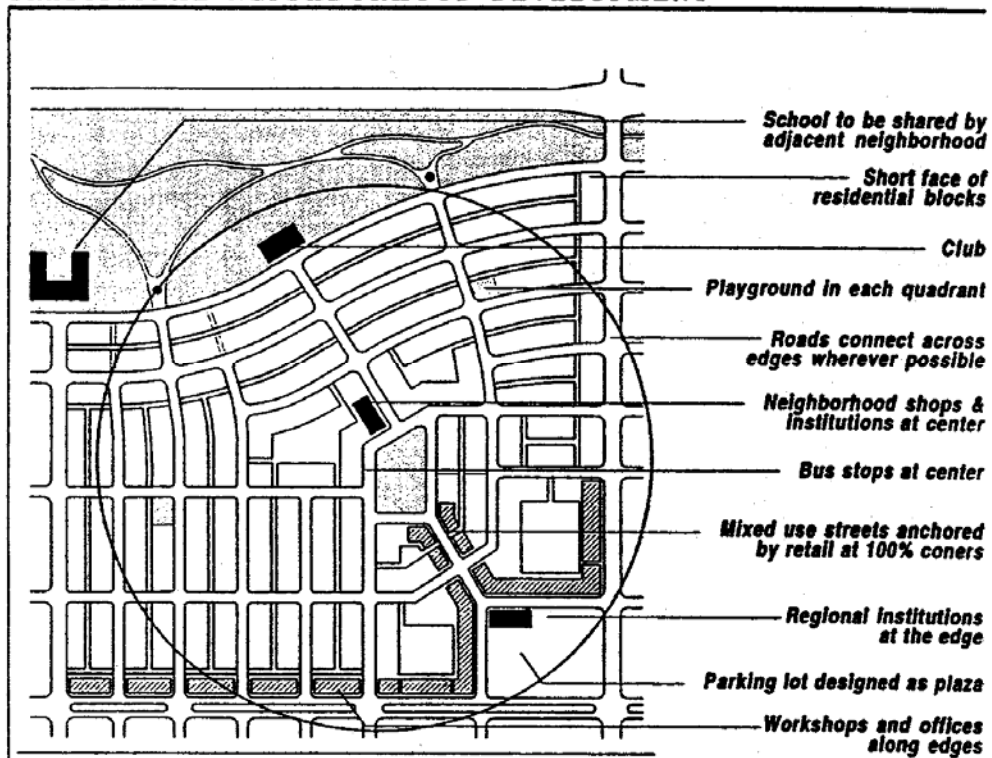 School to be shared by
adjacent neighborhood
Short face of
residential blocks
Club
Playground in each quadrant
Roads connect across
edges wherever possible
Neighborhood shops &
institutions at center
Bus stops at center
Mixed use streets anchored
by retail at 100% coners
Regional institutions
at the edge
Parking lot designed as plaza
Workshops and offices
along edges